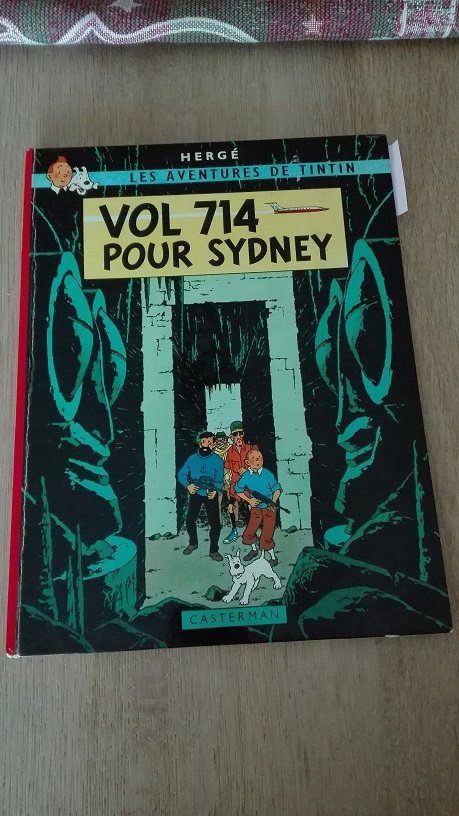 HERGÉ
LES AVENTURES DE TINTIN
VOL 714
POUR SYDNEY
CASTERMAN